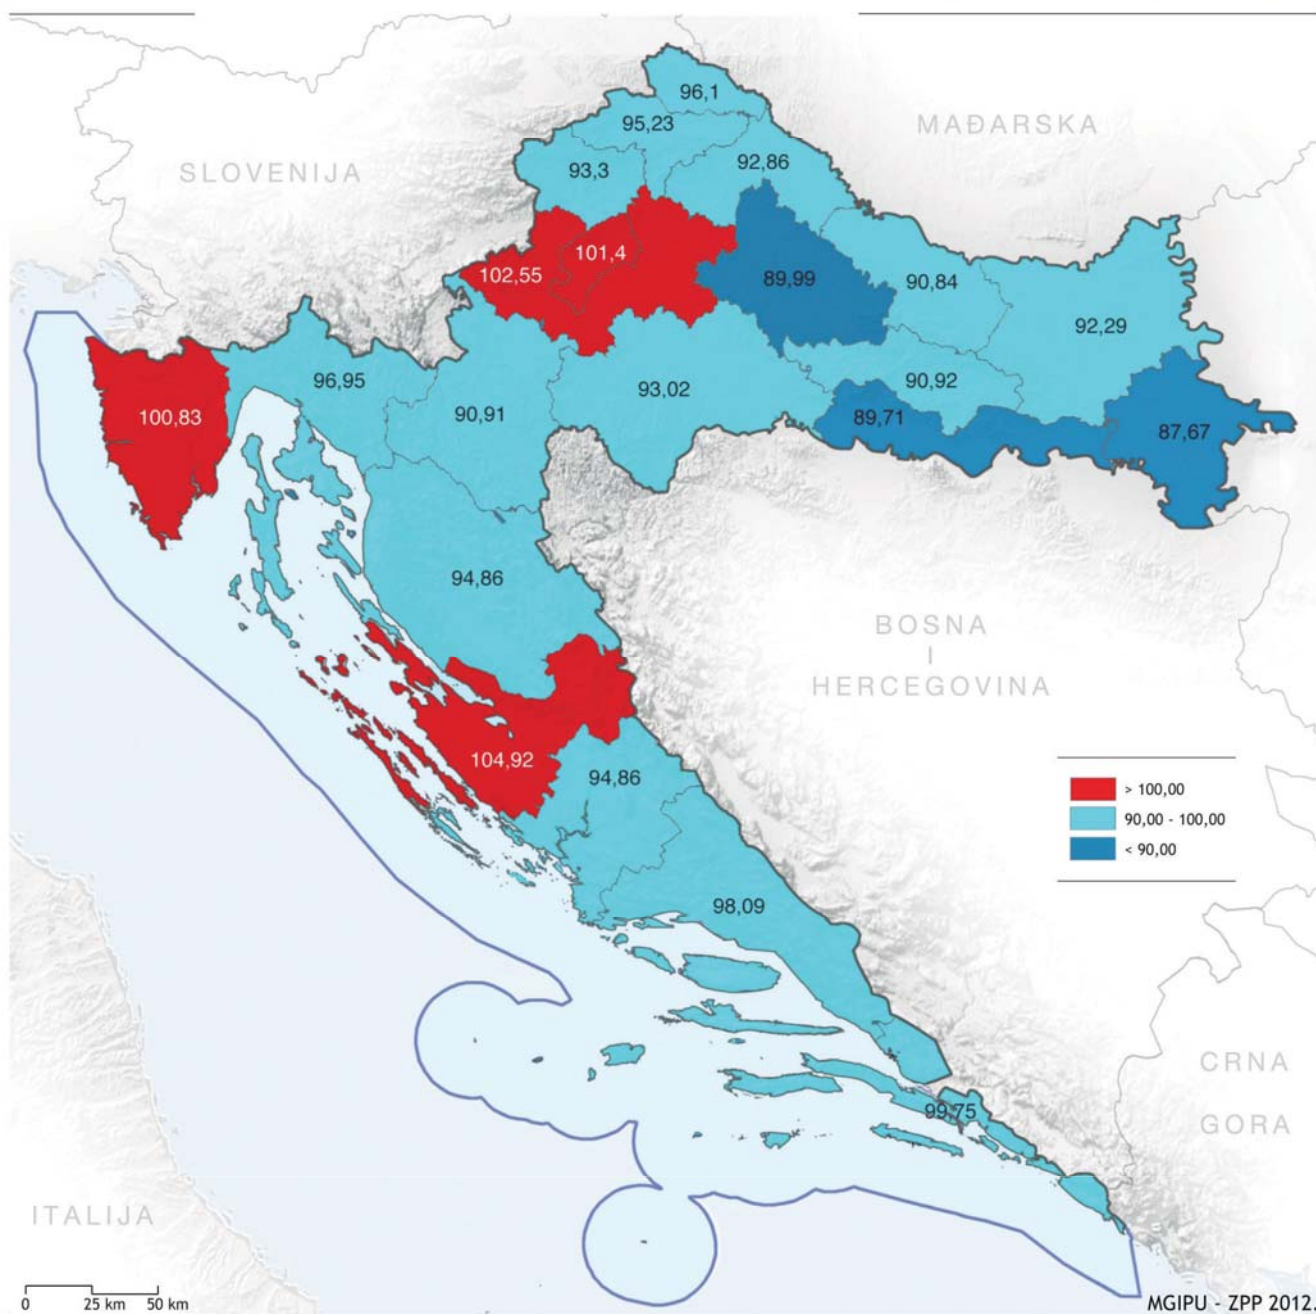 96,1
95,23
MAĐARSKA
SLOVENIJA
93,3
92,86
101,4
102,55
89,99
90,84
92,29
96,95
90,91
93,02
90,92
100,83
89,71
87,67
94,86
BOSNA
I
HERCEGOVINA
104,92
94,86
> 100,00
90,00 - 100,00
< 90,00
98,09
CRNA
GORA
99,75
ITALIJA
0 25 km 50 km
MGIPU - ZPP 2012